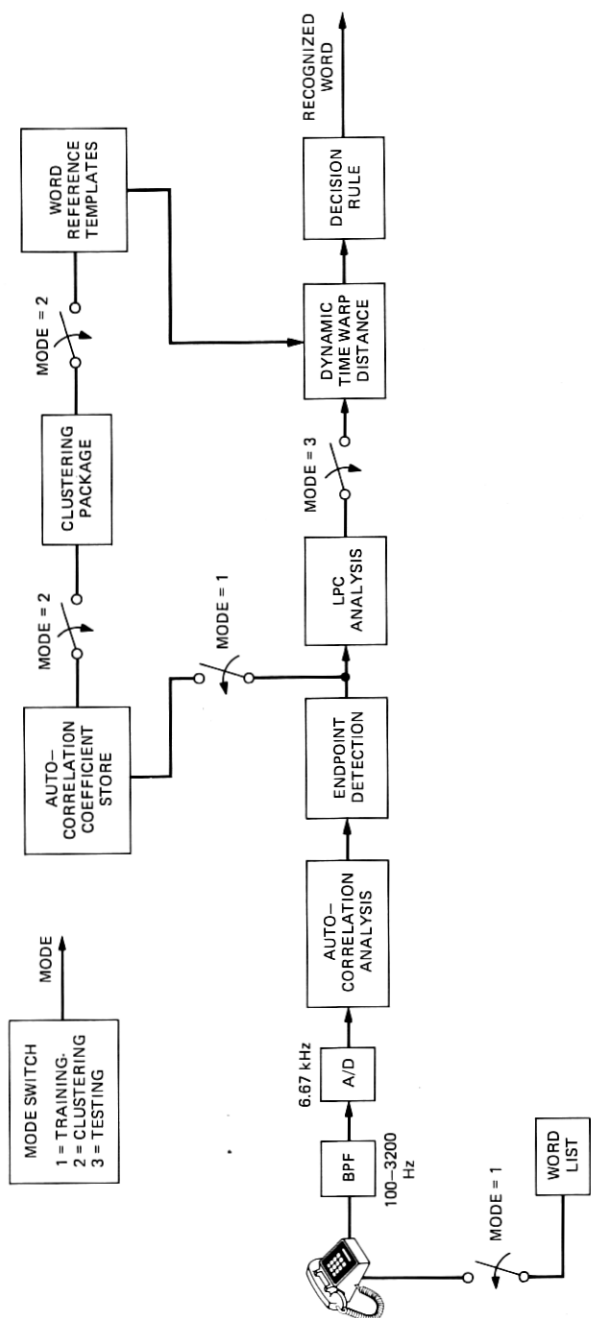 MODE SWITCH
1 = TRAINING-
2 = CLUSTERING
3 = TESTING
MODE
AUTO-
CORRELATION
COEFFICIENT
STORE
MODE = 2
CLUSTERING
PACKAGE
MODE = 2
WORD
REFERENCE
TEMPLATES
MODE = 1
6.67 kHz
BPF
100–3200
Hz
A/D
AUTO-
CORRELATION
ANALYSIS
ENDPOINT
DETECTION
LPC
ANALYSIS
MODE = 3
DYNAMIC
TIME WARP
DISTANCE
DECISION
RULE
RECOGNIZED
WORD
MODE = 1
WORD
LIST